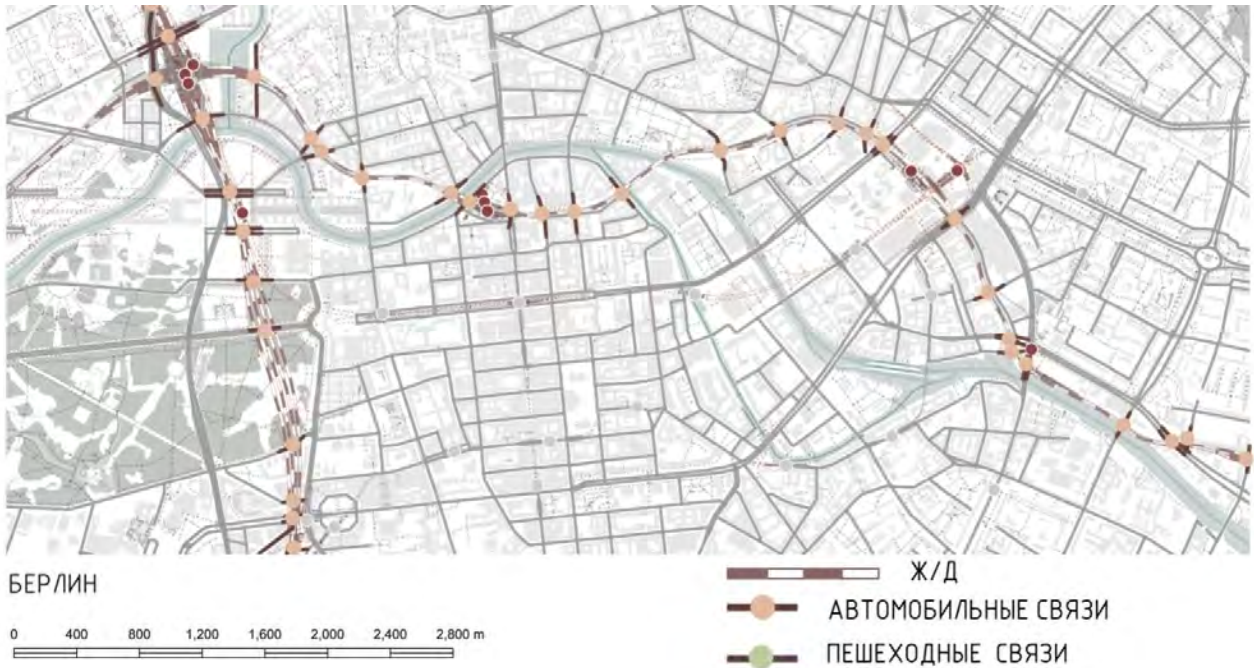 БЕРЛИН
0 400 800 1,200 1,600 2,000 2,400 2,800 m
Ж/Д
АВТОМОБИЛЬНЫЕ СВЯЗИ
ПЕШЕХОДНЫЕ СВЯЗИ